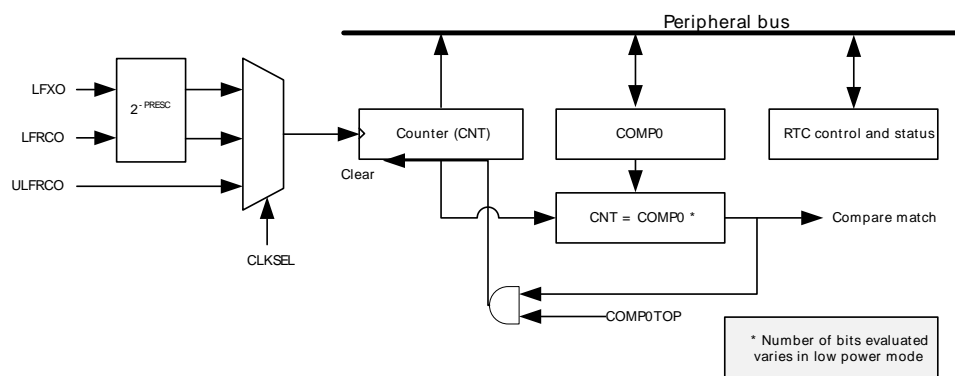 Peripheral bus
LFXO
2^-PRESC
LFRCO
ULFRCO
CLKSEL
Counter (CNT)
Clear
COMP0
RTC control and status
CNT = COMP0 *
Compare match
COMP0TOP
* Number of bits evaluated
varies in low power mode